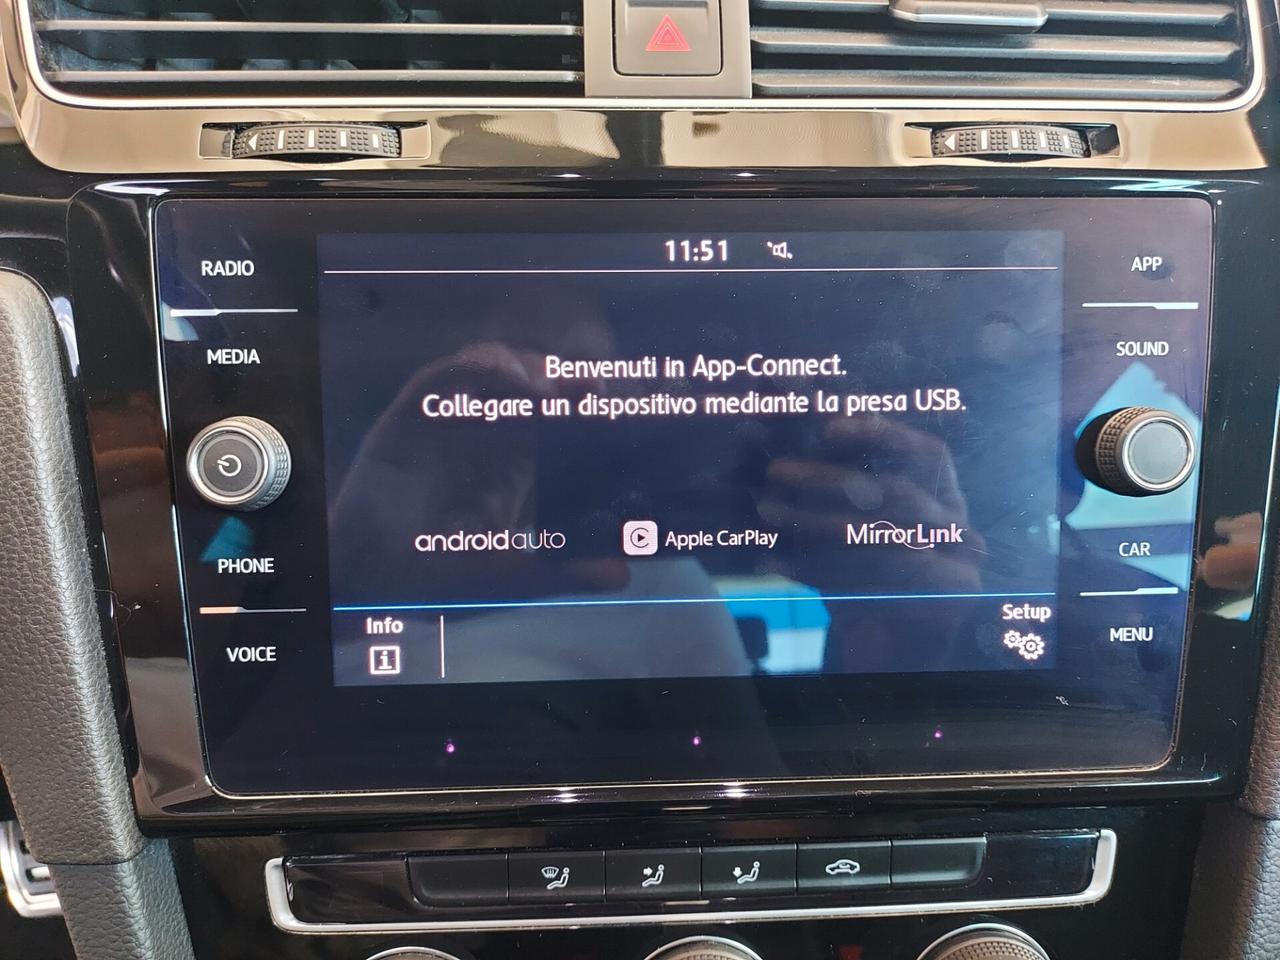 11:51
RADIO
MEDIA
PHONE
VOICE
Benvenuti in App-Connect.
Collegare un dispositivo mediante la presa USB.
androidauto
Apple CarPlay
MirrorLink
Info
i
Setup
APP
SOUND
CAR
MENU